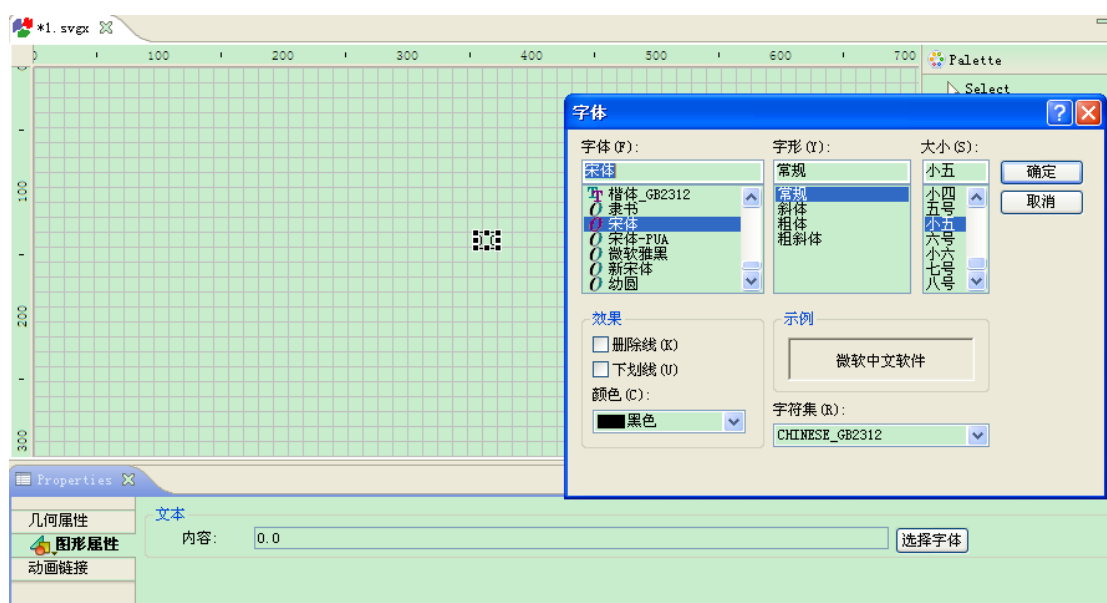 *1.svgx
0 100 200 300 400 500 600 700
Palette
Select
100
200
300
字体
字体(F):
字形(Y):
大小(S):
宋体
常规
小五
确定
取消
楷体_GB2312
隶书
宋体
宋体-PUA
微软雅黑
新宋体
幼圆
常规
斜体
粗体
粗斜体
小四
五号
小五
六号
小六
七号
八号
效果
删除线(K)
下划线(U)
颜色(C):
黑色
示例
微软中文软件
字符集(R):
CHINESE_GB2312
Properties
几何属性
图形属性
动画链接
文本
内容:
0.0
选择字体